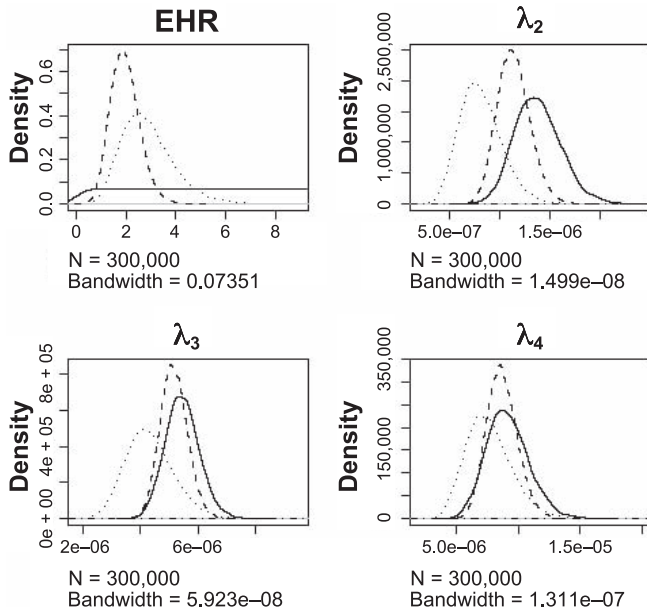 EHR
Density
0.0 0.2 0.4 0.6
0 2 4 6 8
N = 300,000
Bandwidth = 0.07351
λ2
Density
0 1,000,000 2,500,000
5.0e−07 1.5e−06
N = 300,000
Bandwidth = 1.499e−08
λ3
Density
0e + 00 4e + 05 8e + 05
2e−06 6e−06
N = 300,000
Bandwidth = 5.923e−08
λ4
Density
0 150,000 350,000
5.0e−06 1.5e−05
N = 300,000
Bandwidth = 1.311e−07